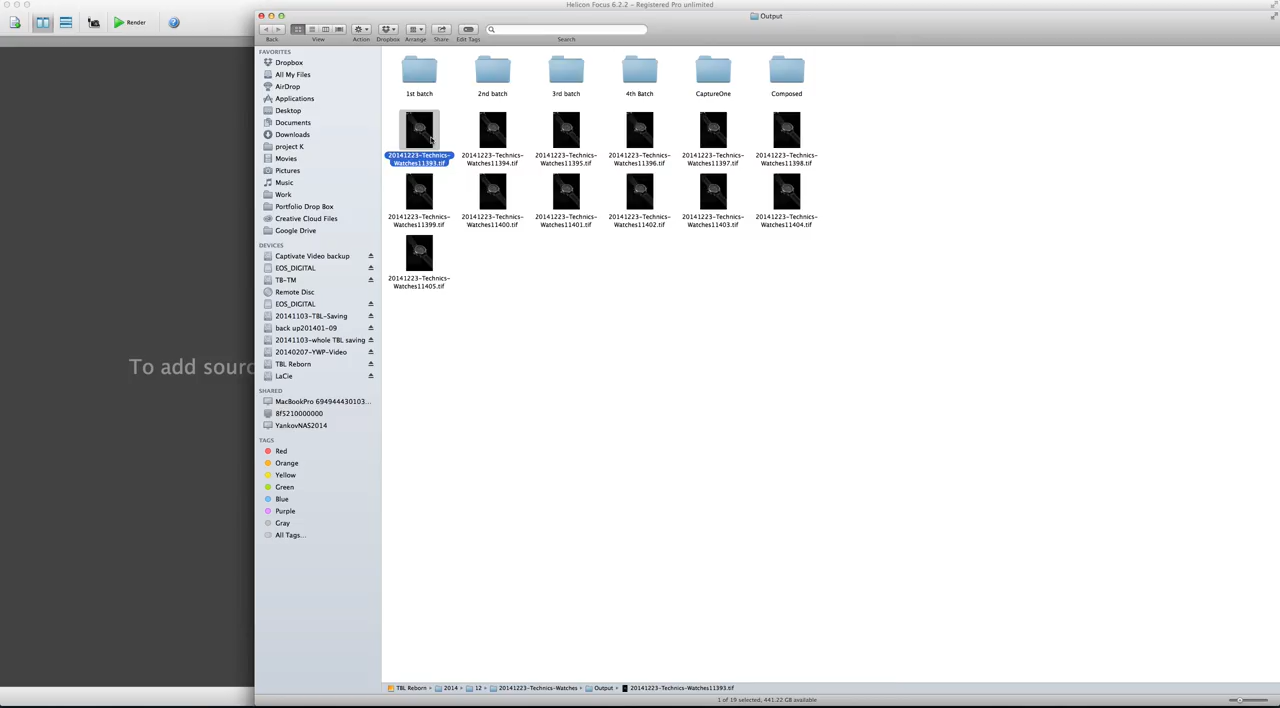 Helicon Focus 6.2.2 - Registered Pro unlimited
Render
Output
Back
View
Action
Dropbox
Arrange
Share
Edit Tags
Search
FAVORITES
Dropbox
All My Files
AirDrop
Applications
Desktop
Documents
Downloads
project K
Movies
Pictures
Music
Work
Portfolio Drop Box
Creative Cloud Files
Google Drive
DEVICES
Captivate Video backup
EOS_DIGITAL
TB-TM
Remote Disc
EOS_DIGITAL
20141103-TBL-Saving
back up201401-09
20141103-whole TBL saving
20140207-YWP-Video
TBL Reborn
LaCie
SHARED
MacBookPro 694944430103...
8f5210000000
YankovNAS2014
TAGS
Red
Orange
Yellow
Green
Blue
Purple
Gray
All Tags...
1st batch
2nd batch
3rd batch
4th Batch
CaptureOne
Composed
20141223-Technics-
Watches11393.tif
20141223-Technics-
Watches11394.tif
20141223-Technics-
Watches11395.tif
20141223-Technics-
Watches11396.tif
20141223-Technics-
Watches11397.tif
20141223-Technics-
Watches11398.tif
20141223-Technics-
Watches11399.tif
20141223-Technics-
Watches11400.tif
20141223-Technics-
Watches11401.tif
20141223-Technics-
Watches11402.tif
20141223-Technics-
Watches11403.tif
20141223-Technics-
Watches11404.tif
20141223-Technics-
Watches11405.tif
To add sourc
TBL Reborn 2014 12 20141223-Technics-Watches Output 20141223-Technics-Watches11393.tif
1 of 19 selected, 441.22 GB available